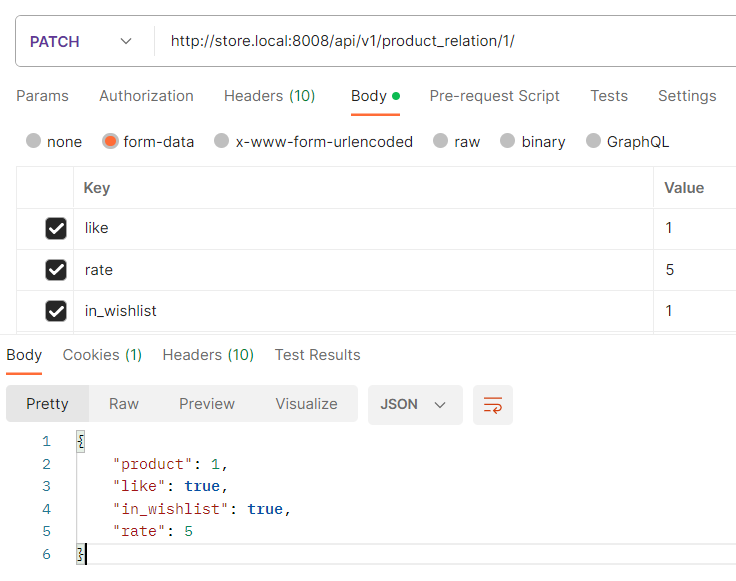 PATCH http://store.local:8008/api/v1/product_relation/1/
Params Authorization Headers (10) Body Pre-request Script Tests Settings
none form-data x-www-form-urlencoded raw binary GraphQL
Key Value
like 1
rate 5
in_wishlist 1
Body Cookies (1) Headers (10) Test Results
Pretty Raw Preview Visualize JSON
1 {
2 "product": 1,
3 "like": true,
4 "in_wishlist": true,
5 "rate": 5
6 }